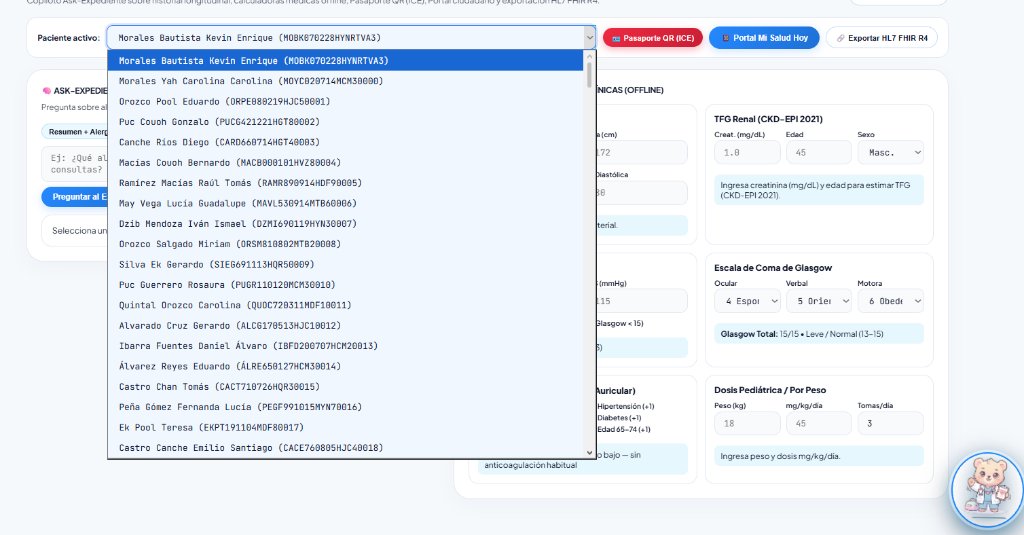 Copiloto Ask-Expediente sobre historial longitudinal, calculadoras médicas offline, Pasaporte QR (ICE), Portal ciudadano y exportación HL7 FHIR R4.
Paciente activo:
Morales Bautista Kevin Enrique (MOBK070228HYNRTVA3)
Pasaporte QR (ICE)
Portal Mi Salud Hoy
Exportar HL7 FHIR R4
Morales Bautista Kevin Enrique (MOBK070228HYNRTVA3)
Morales Yah Carolina Carolina (MOYC020714MCM30000)
Orozco Pool Eduardo (ORPE080219HJC50001)
Puc Couoh Gonzalo (PUCG421221HGT80002)
Canche Ríos Diego (CARD660714HGT40003)
Macías Couoh Bernardo (MACB000101HVZ80004)
Ramírez Macías Raúl Tomás (RAMR890914HDF90005)
May Vega Lucía Guadalupe (MAVL530914MTB60006)
Dzib Mendoza Iván Ismael (DZMI690119HYN30007)
Orozco Salgado Miriam (ORSM810802MTB20008)
Silva Ek Gerardo (SIEG691113HQR50009)
Puc Guerrero Rosaura (PUGR110120MCM30010)
Quintal Orozco Carolina (QUOC720311MDF10011)
Alvarado Cruz Gerardo (ALCG170513HJC10012)
Ibarra Fuentes Daniel Álvaro (IBFD200707HCM20013)
Álvarez Reyes Eduardo (ÁLRE650127HCM30014)
Castro Chan Tomás (CACT710726HQR30015)
Peña Gómez Fernanda Lucía (PEGF991015MYN70016)
Ek Pool Teresa (EKPT191104MDF80017)
Castro Canche Emilio Santiago (CACE760805HJC40018)
ASK-EXPEDIE
Pregunta sobre al
Resumen + Alerg
Ej: ¿Qué al
consultas?
Preguntar al E
Selecciona un
NICAS (OFFLINE)
a (cm)
172
Diastólica
80
terial.
TFG Renal (CKD-EPI 2021)
Creat. (mg/dL)
Edad
Sexo
1.0
45
Masc.
Ingresa creatinina (mg/dL) y edad para estimar TFG
(CKD-EPI 2021).
(mmHg)
115
Glasgow < 15)
Escala de Coma de Glasgow
Ocular
Verbal
Motora
4 Espoi
5 Orie
6 Obede
Glasgow Total: 15/15 • Leve / Normal (13-15)
Auricular)
Hipertensión (+1)
Diabetes (+1)
Edad 65-74 (+1)
o bajo — sin
anticoagulación habitual
Dosis Pediátrica / Por Peso
Peso (kg)
mg/kg/día
Tomas/día
18
45
3
Ingresa peso y dosis mg/kg/día.